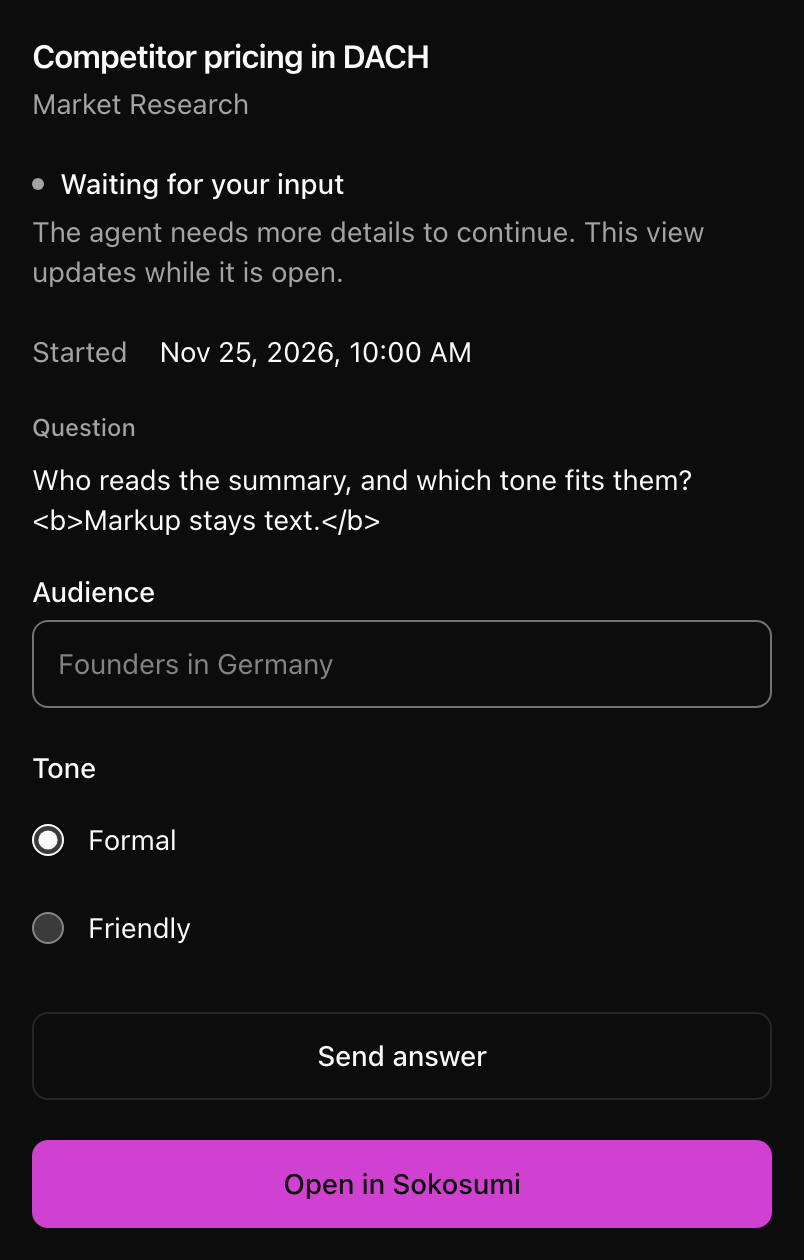 Competitor pricing in DACH
Market Research
Waiting for your input
The agent needs more details to continue. This view
updates while it is open.
Started Nov 25, 2026, 10:00 AM
Question
Who reads the summary, and which tone fits them?
<b>Markup stays text.</b>
Audience
Founders in Germany
Tone
Formal
Friendly
Send answer
Open in Sokosumi